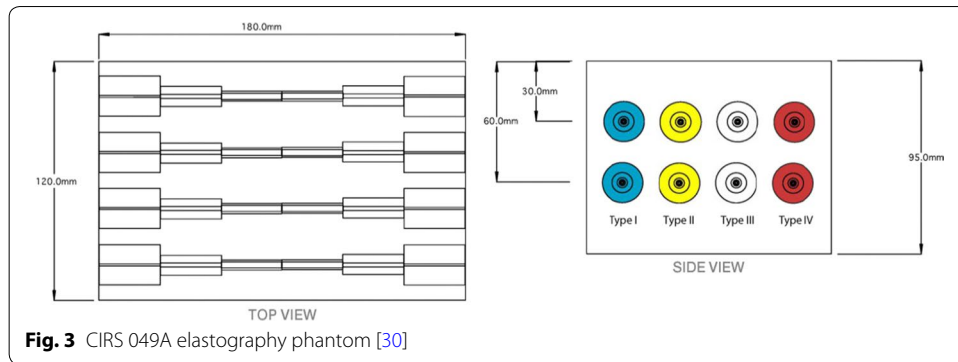 180.0mm
120.0mm
TOP VIEW
30.0mm
60.0mm
95.0mm
Type I Type II Type III Type IV
SIDE VIEW
Fig. 3 CIRS 049A elastography phantom [30]